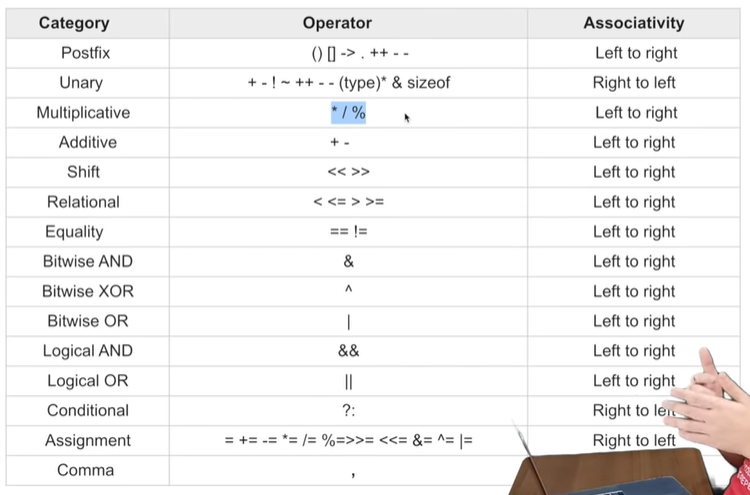 Category Operator Associativity
Postfix () [] -> . ++ - - Left to right
Unary + - ! ~ ++ - - (type)* & sizeof Right to left
Multiplicative * / % Left to right
Additive + - Left to right
Shift << >> Left to right
Relational < <= > >= Left to right
Equality == != Left to right
Bitwise AND & Left to right
Bitwise XOR ^ Left to right
Bitwise OR | Left to right
Logical AND && Left to right
Logical OR || Left to right
Conditional ?: Right to left
Assignment = += -= *= /= %=>>= <<= &= ^= |= Right to left
Comma ,